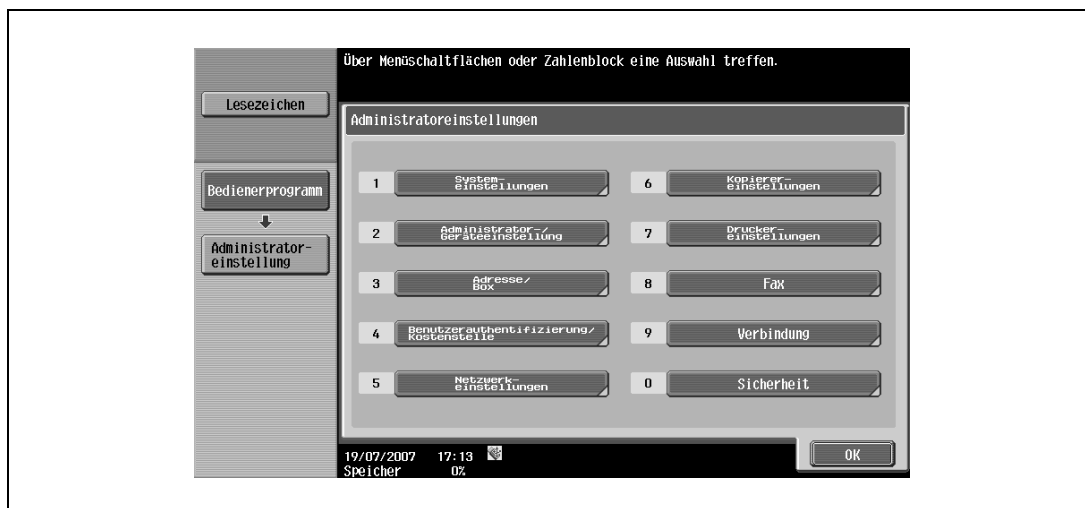 Über Menüschaltflächen oder Zahlenblock eine Auswahl treffen.
Lesezeichen
Administratoreinstellungen
Bedienerprogramm
Administrator-
einstellung
1
System-
einstellungen
2
Administrator-/
Geräteeinstellung
3
Adresse/
Box
4
Benutzerauthentifizierung/
Kostenstelle
5
Netzwerk-
einstellungen
6
Kopierer-
einstellungen
7
Drucker-
einstellungen
8
Fax
9
Verbindung
0
Sicherheit
19/07/2007 17:13
Speicher 0%
OK